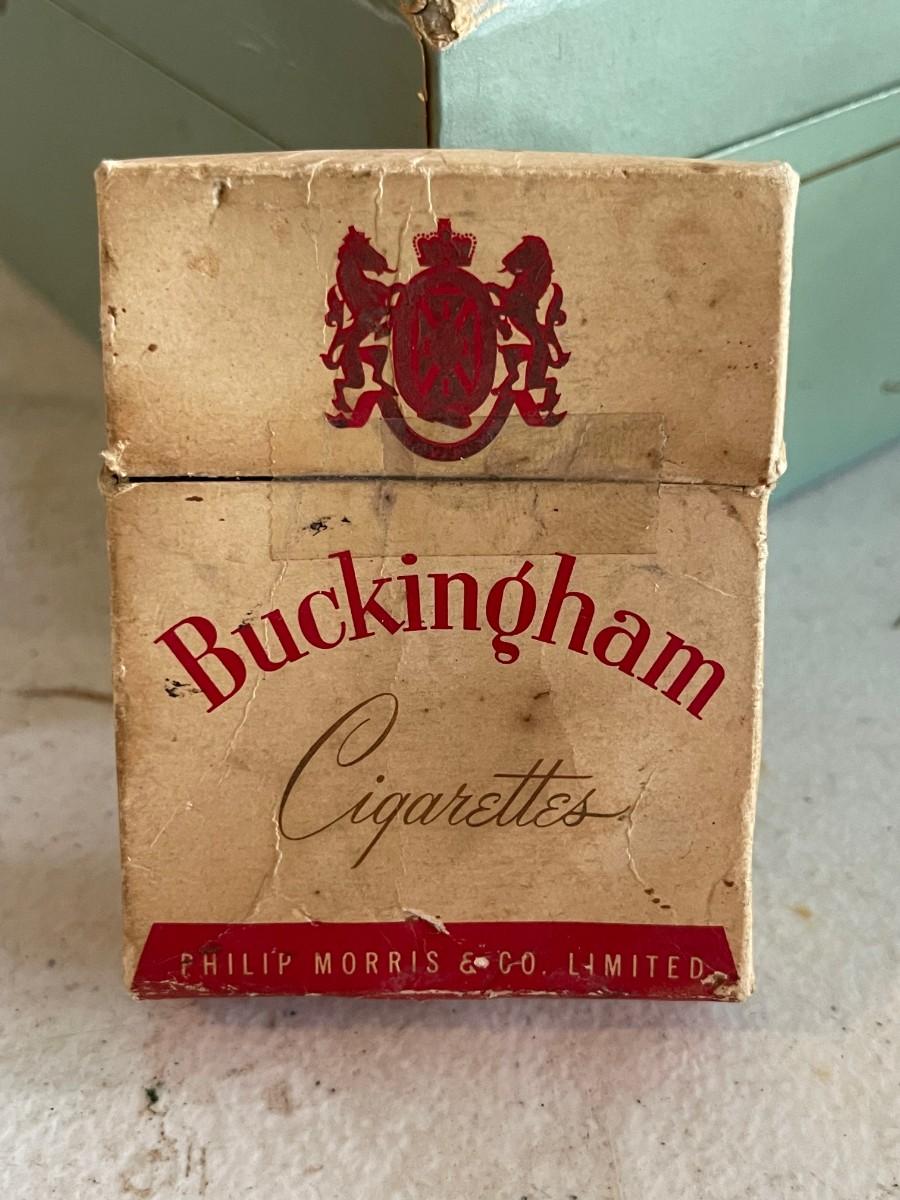 Buckingham
Cigarettes
PHILIP MORRIS & CO. LIMITED